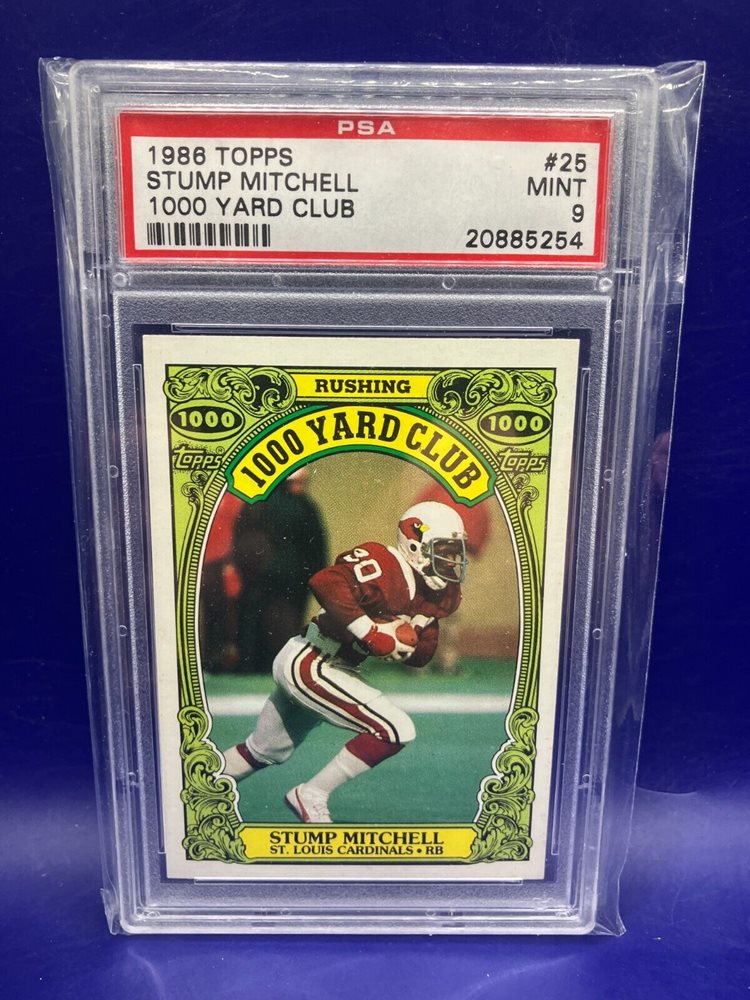 PSA
1986 TOPPS #25
STUMP MITCHELL MINT
1000 YARD CLUB 9
20885254
RUSHING
1000 1000
1000 YARD CLUB
topps topps
30
STUMP MITCHELL
ST. LOUIS CARDINALS • RB